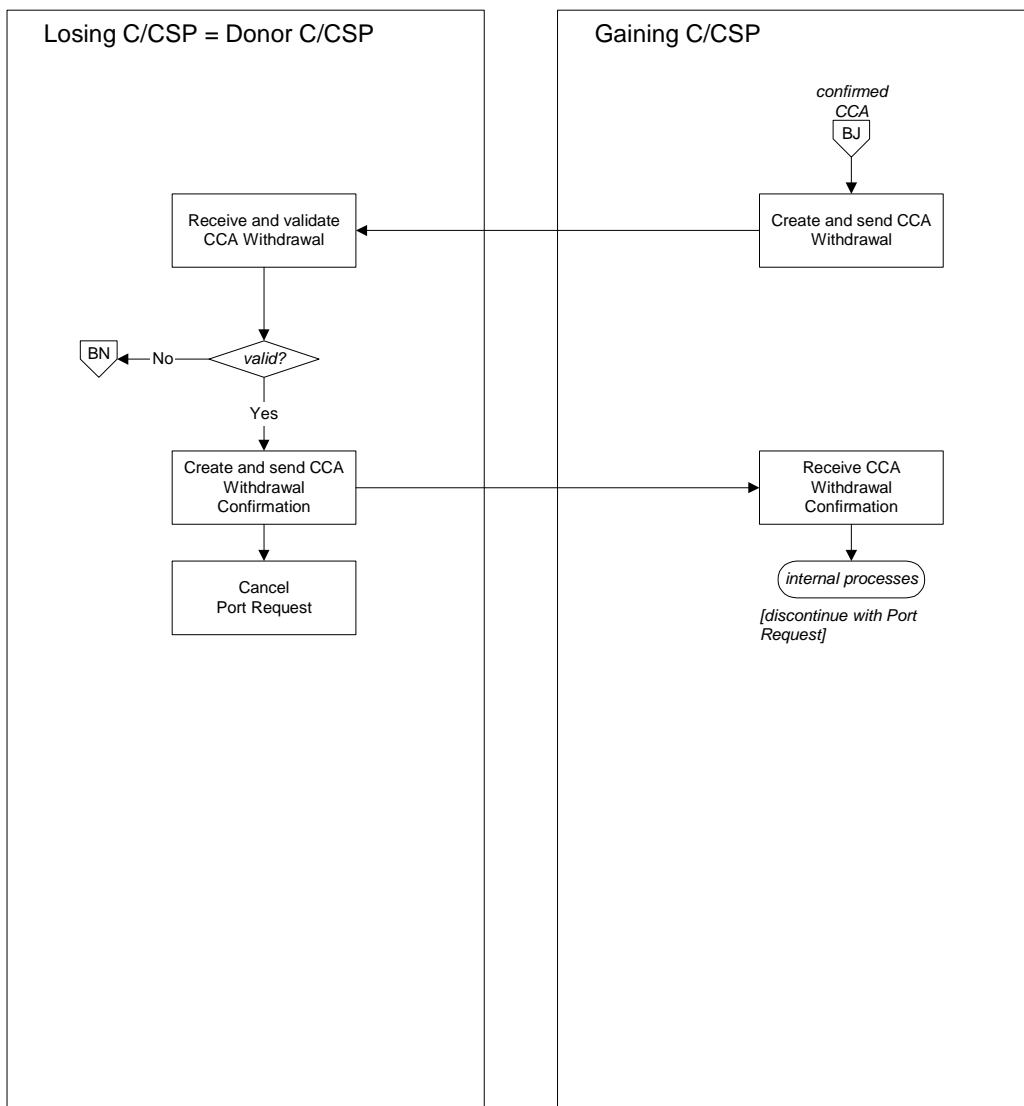 Losing C/CSP = Donor C/CSP
Gaining C/CSP
confirmed
CCA
BJ
Receive and validate
CCA Withdrawal
Create and send CCA
Withdrawal
BN
No
valid?
Yes
Create and send CCA
Withdrawal
Confirmation
Receive CCA
Withdrawal
Confirmation
Cancel
Port Request
internal processes
[discontinue with Port
Request]